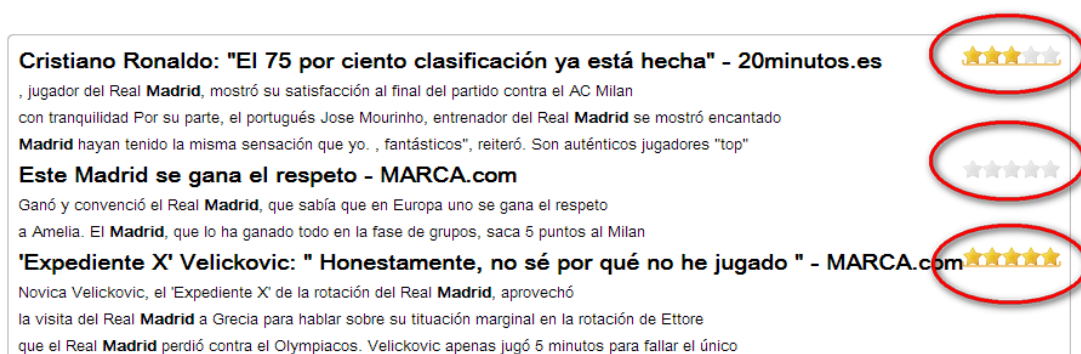 Cristiano Ronaldo: "El 75 por ciento clasificación ya está hecha" - 20minutos.es
, jugador del Real Madrid, mostró su satisfacción al final del partido contra el AC Milan
con tranquilidad Por su parte, el portugués Jose Mourinho, entrenador del Real Madrid se mostró encantado
Madrid hayan tenido la misma sensación que yo. , fantásticos", reiteró. Son auténticos jugadores "top"
Este Madrid se gana el respeto - MARCA.com
Ganó y convenció el Real Madrid, que sabía que en Europa uno se gana el respeto
a Amelia. El Madrid, que lo ha ganado todo en la fase de grupos, saca 5 puntos al Milan
'Expediente X' Velickovic: " Honestamente, no sé por qué no he jugado " - MARCA.com
Novica Velickovic, el 'Expediente X' de la rotación del Real Madrid, aprovechó
la visita del Real Madrid a Grecia para hablar sobre su tituación marginal en la rotación de Ettore
que el Real Madrid perdió contra el Olympiacos. Velickovic apenas jugó 5 minutos para fallar el único